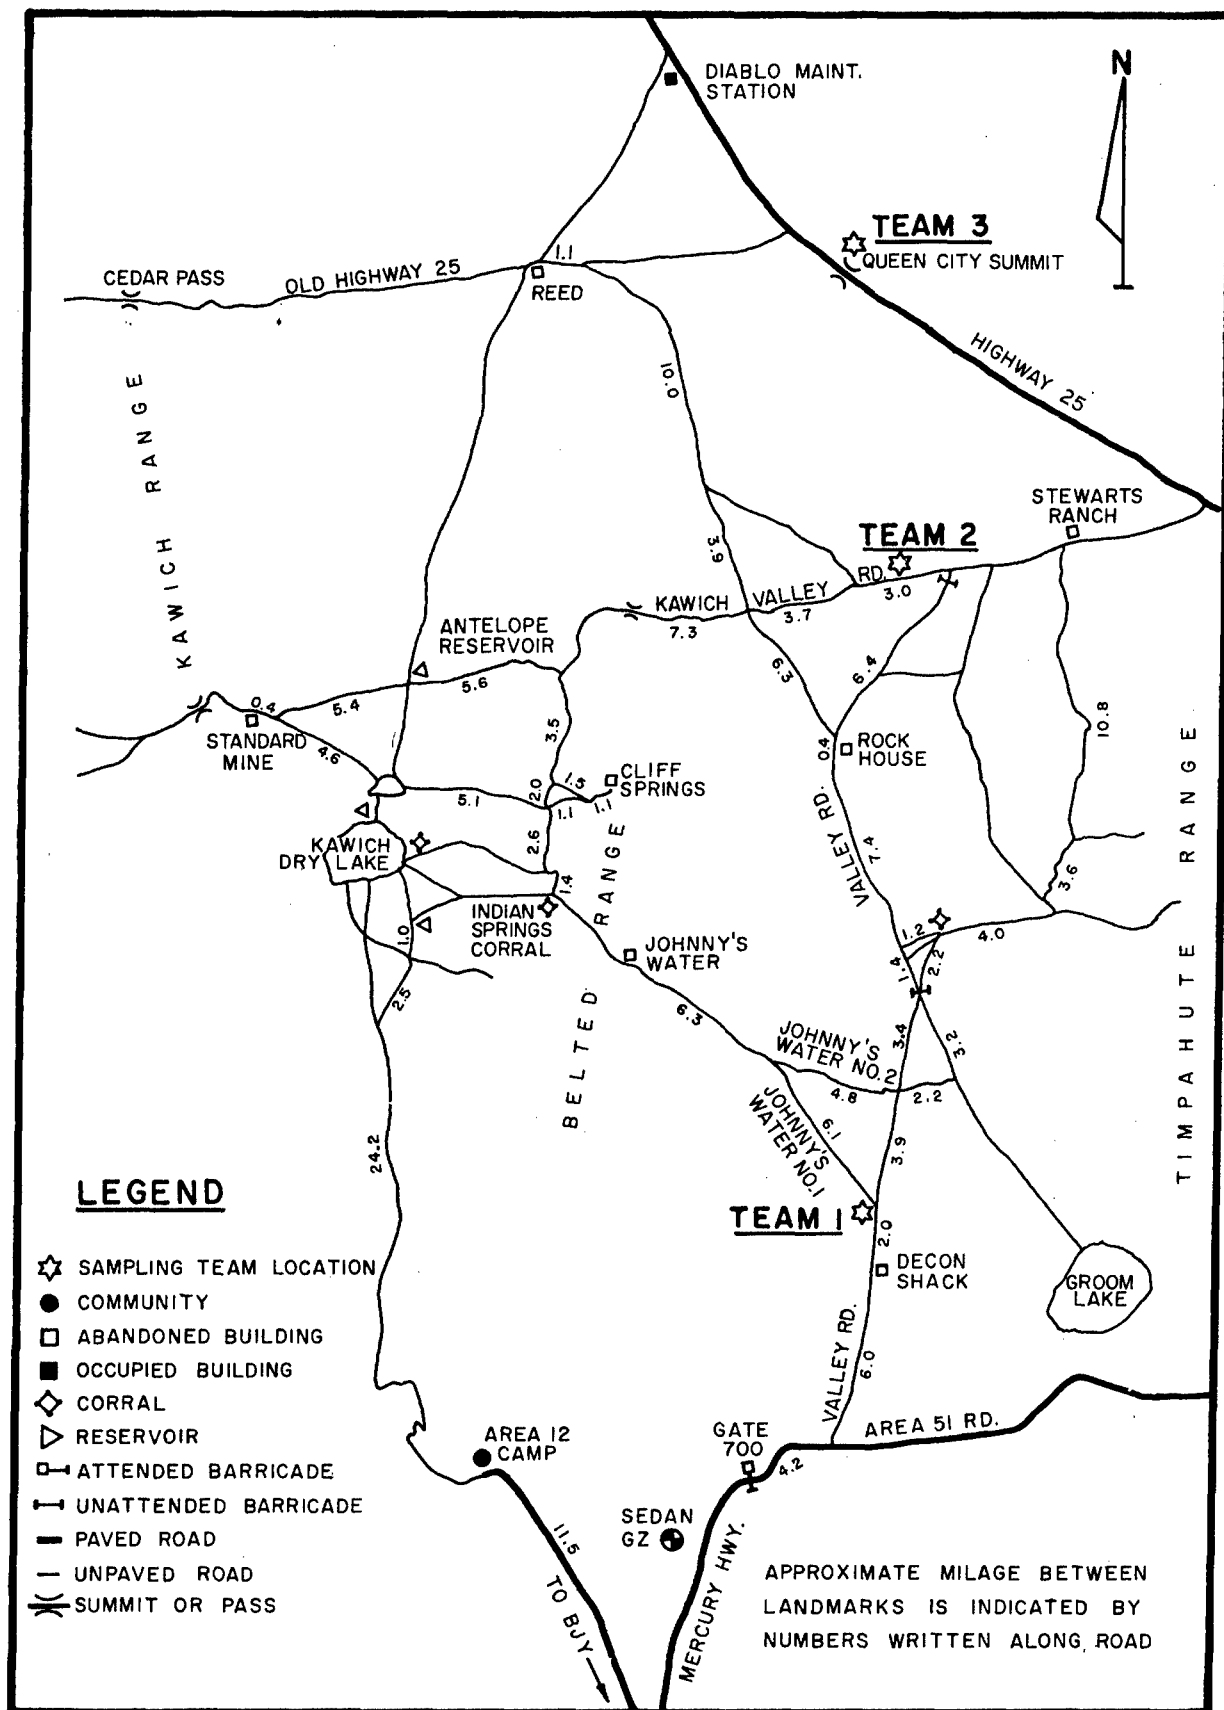 DIABLO MAINT.
STATION
N
TEAM 3
QUEEN CITY SUMMIT
1.1
CEDAR PASS
OLD HIGHWAY 25
REED
HIGHWAY 25
10.0
KAWICH RANGE
STEWARTS
RANCH
TEAM 2
3.9
KAWICH VALLEY RD.
3.0
3.7
7.3
ANTELOPE
RESERVOIR
6.3
6.4
5.6
5.4
0.4
10.8
STANDARD
MINE
4.6
3.5
0.4
ROCK
HOUSE
CLIFF
SPRINGS
1.5
2.0
1.1
1.1
5.1
VALLEY RD.
7.4
KAWICH
DRY LAKE
2.6
3.6
1.4
INDIAN
SPRINGS
CORRAL
1.0
BELTED RANGE
TIMPAHUTE RANGE
1.2
4.0
1.4
2.2
JOHNNY'S
WATER
2.5
6.3
3.4
3.2
JOHNNY'S
WATER NO. 2
4.8
2.2
JOHNNY'S
WATER NO. 1
6.1
3.9
24.2
TEAM 1
2.0
DECON
SHACK
GROOM
LAKE
VALLEY RD.
6.0
AREA 51 RD.
GATE
700
4.2
AREA 12
CAMP
SEDAN
GZ
11.5
TO BJY
MERCURY HWY.
LEGEND
SAMPLING TEAM LOCATION
COMMUNITY
ABANDONED BUILDING
OCCUPIED BUILDING
CORRAL
RESERVOIR
ATTENDED BARRICADE
UNATTENDED BARRICADE
PAVED ROAD
UNPAVED ROAD
SUMMIT OR PASS
APPROXIMATE MILAGE BETWEEN
LANDMARKS IS INDICATED BY
NUMBERS WRITTEN ALONG ROAD